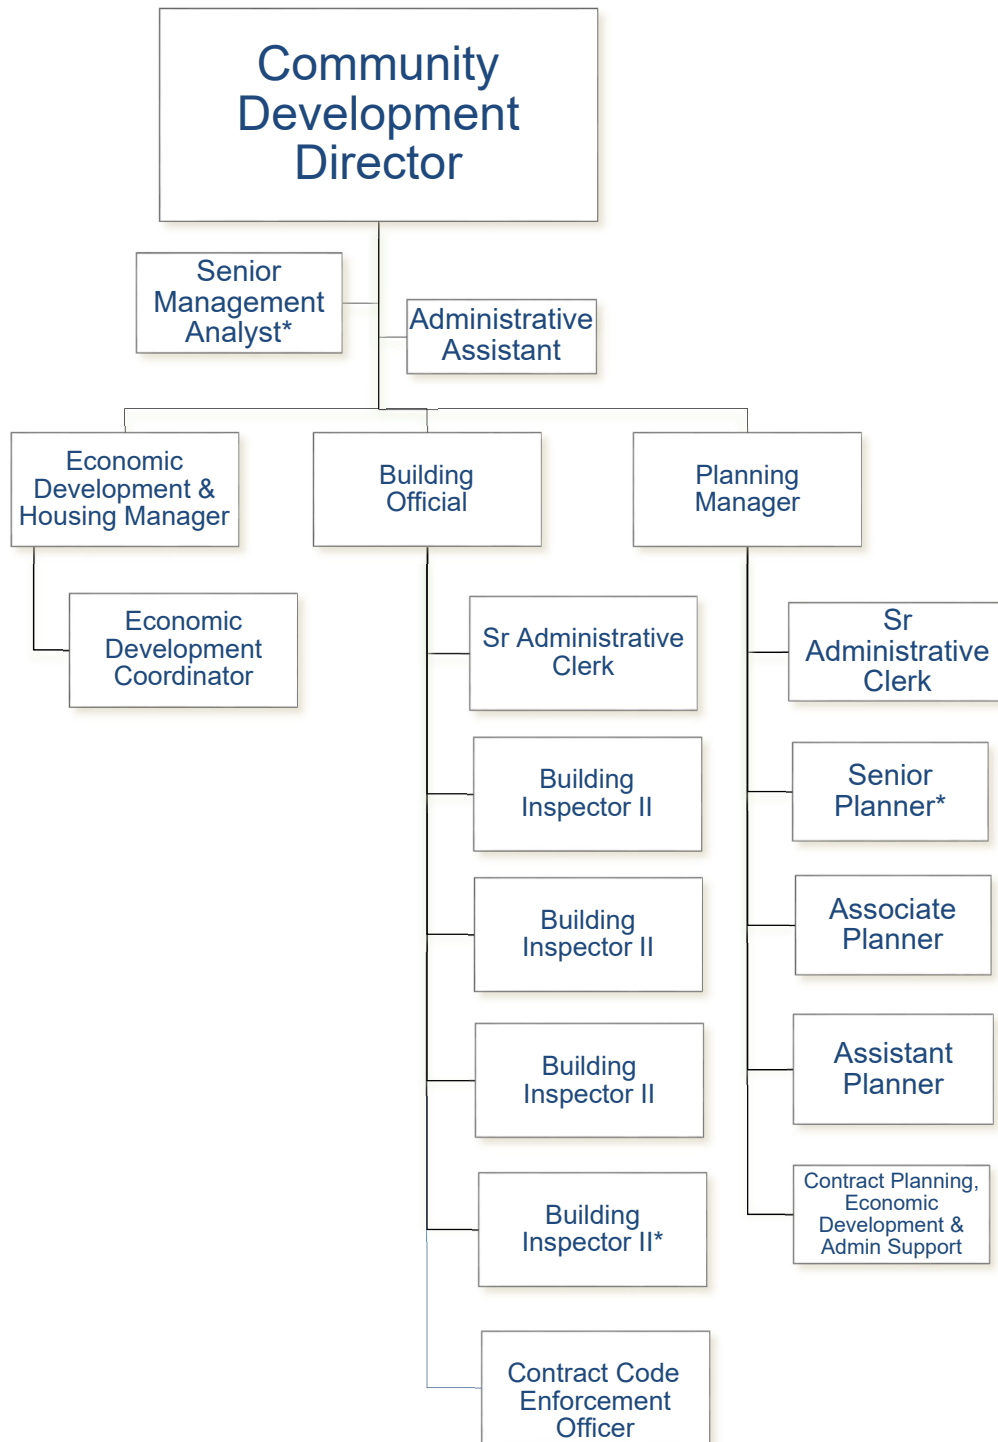 Community
Development
Director
Senior
Management
Analyst*
Administrative
Assistant
Economic
Development &
Housing Manager
Building
Official
Planning
Manager
Economic
Development
Coordinator
Sr Administrative
Clerk
Building
Inspector II
Building
Inspector II
Building
Inspector II
Building
Inspector II*
Contract Code
Enforcement
Officer
Sr
Administrative
Clerk
Senior
Planner*
Associate
Planner
Assistant
Planner
Contract Planning,
Economic
Development &
Admin Support